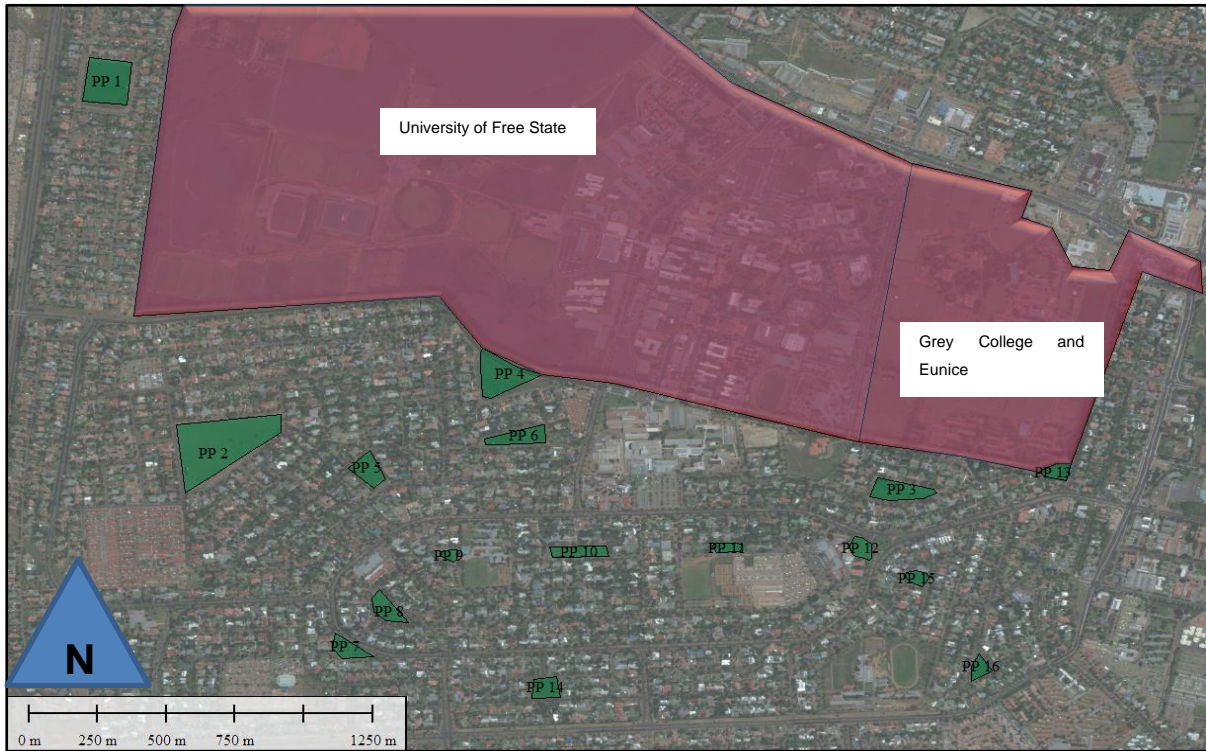 PP 1
University of Free State
Grey College and
Eunice
PP 4
PP 2
PP 6
PP 5
PP 13
PP 3
PP 9
PP 10
PP 11
PP 12
PP 15
PP 8
PP 7
PP 16
PP 14
N
0 m 250 m 500 m 750 m 1250 m